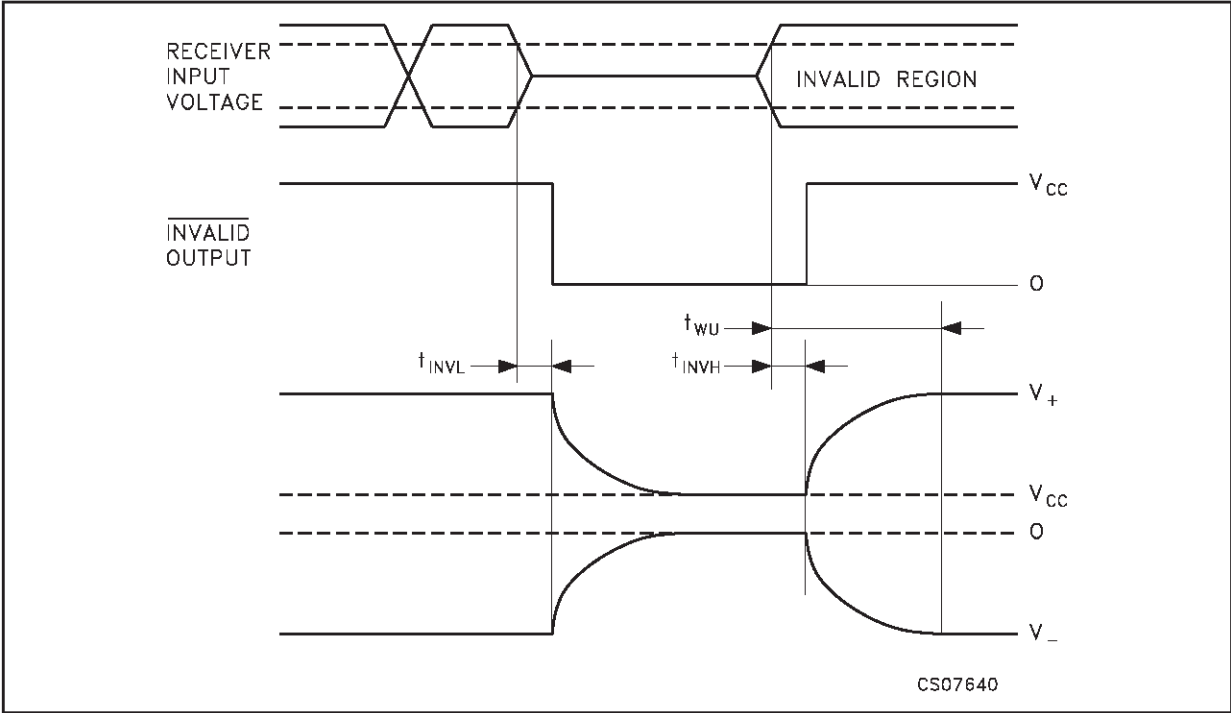 RECEIVER
INPUT
VOLTAGE
INVALID REGION
INVALID
OUTPUT
VCC
0
tWU
tINVL
tINVH
V+
VCC
0
V-
CS07640